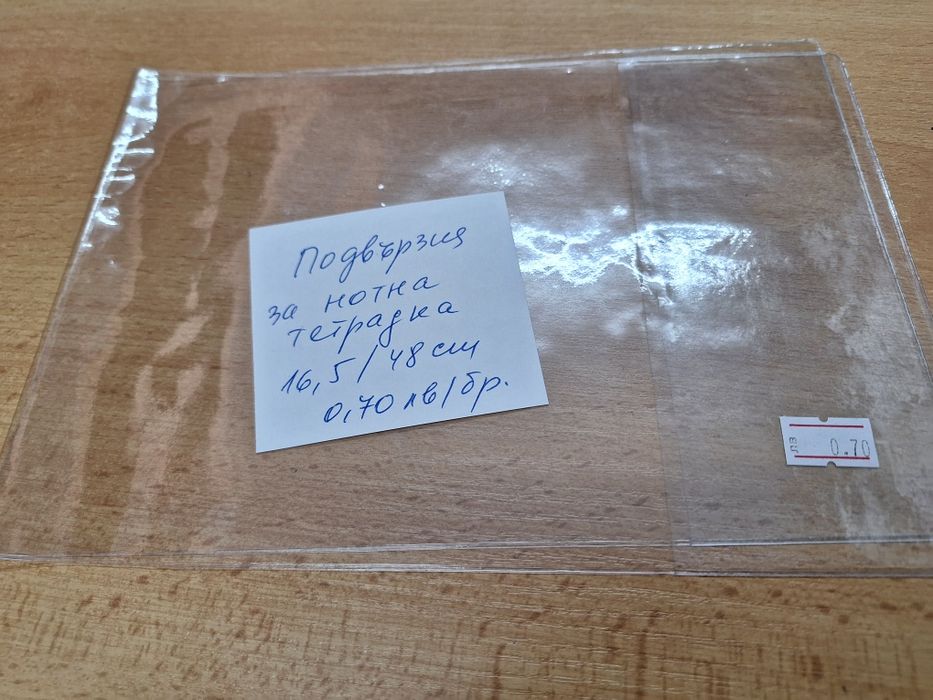 Подвързия
за нотна
тетрадка
16,5/48 см
0,70 лв/бр.
лв 0.70